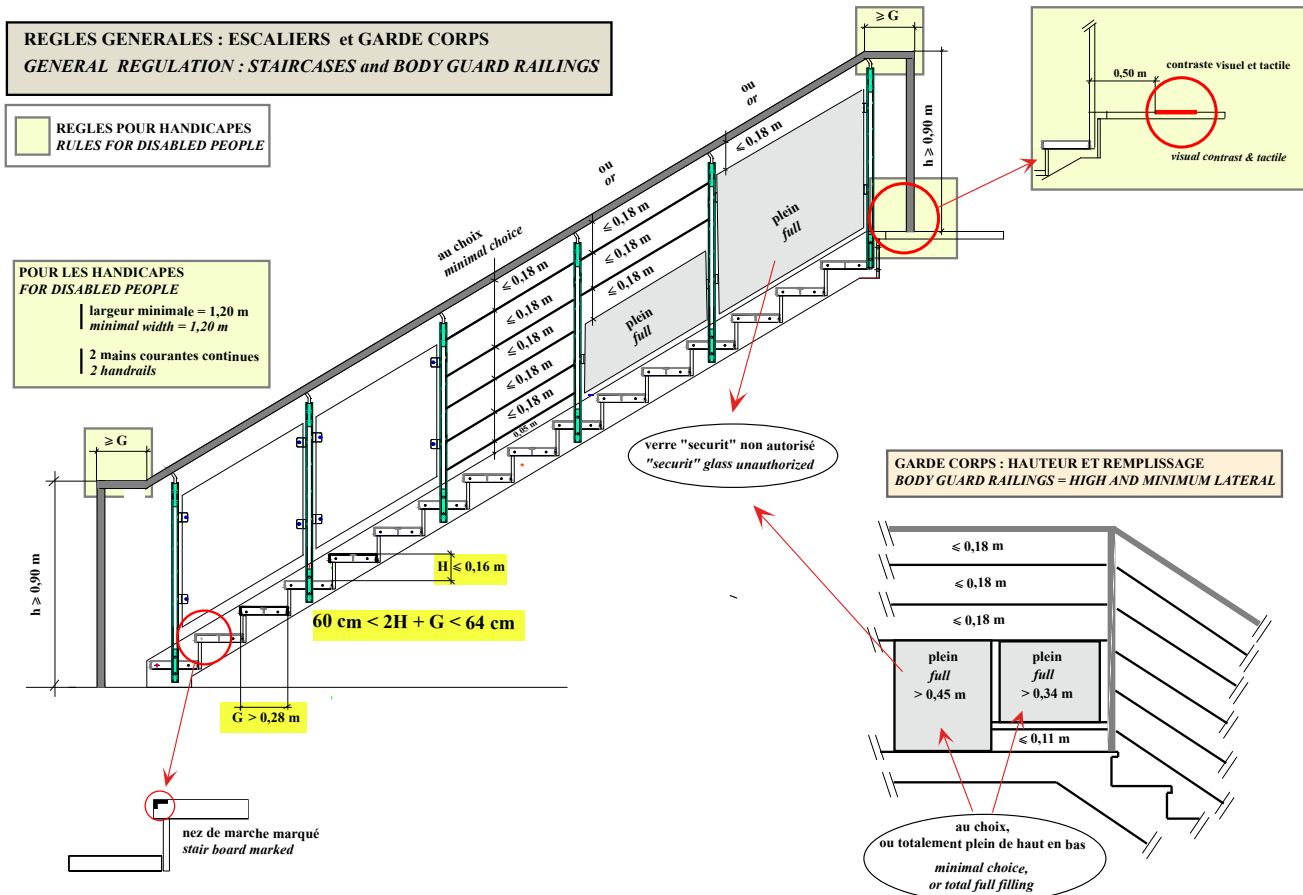 REGLES GENERALES : ESCALIERS et GARDE CORPS
GENERAL REGULATION : STAIRCASES and BODY GUARD RAILINGS
REGLES POUR HANDICAPES
RULES FOR DISABLED PEOPLE
POUR LES HANDICAPES
FOR DISABLED PEOPLE
largeur minimale = 1,20 m
minimal width = 1,20 m
2 mains courantes continues
2 handrails
≥ G
h ≥ 0,90 m
contraste visuel et tactile
0,50 m
visual contrast & tactile
ou
or
≤ 0,18 m
plein
full
ou
or
≤ 0,18 m
≤ 0,18 m
≤ 0,18 m
plein
full
au choix
minimal choice
≤ 0,18 m
≤ 0,18 m
≤ 0,18 m
≤ 0,18 m
≤ 0,18 m
0,05 m
≥ G
h ≥ 0,90 m
H ≤ 0,16 m
60 cm < 2H + G < 64 cm
G > 0,28 m
nez de marche marqué
stair board marked
verre "securit" non autorisé
"securit" glass unauthorized
GARDE CORPS : HAUTEUR ET REMPLISSAGE
BODY GUARD RAILINGS = HIGH AND MINIMUM LATERAL
≤ 0,18 m
≤ 0,18 m
≤ 0,18 m
plein
full
> 0,45 m
plein
full
> 0,34 m
≤ 0,11 m
au choix,
ou totalement plein de haut en bas
minimal choice,
or total full filling